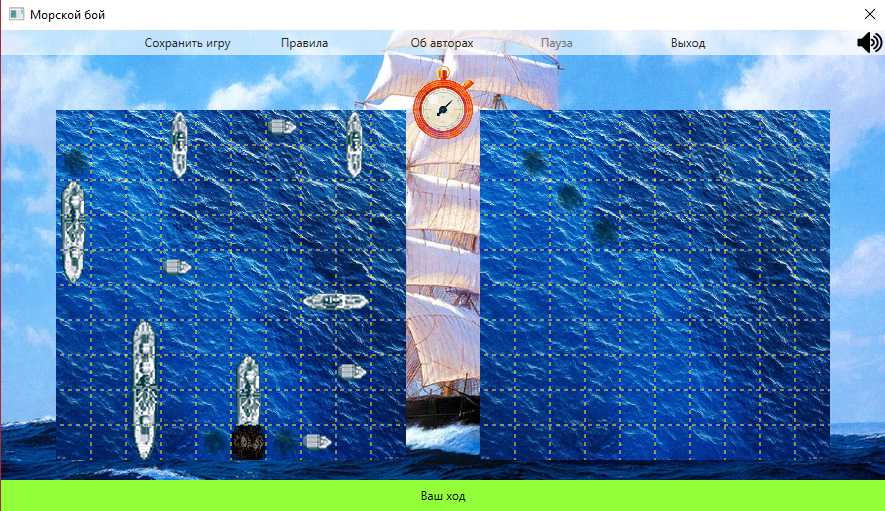 Морской бой
Сохранить игру Правила Об авторах Пауза Выход
Ваш ход